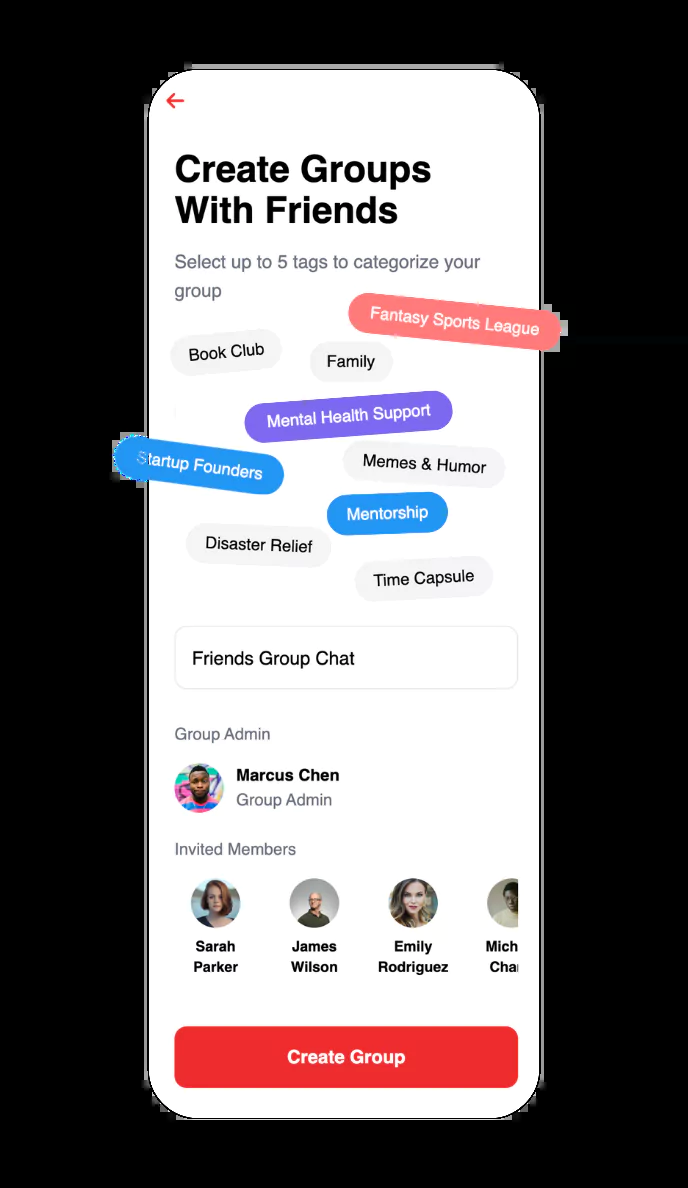 Create Groups
With Friends
Select up to 5 tags to categorize your
group
Fantasy Sports League
Book Club
Family
Mental Health Support
Startup Founders
Memes & Humor
Mentorship
Disaster Relief
Time Capsule
Friends Group Chat
Group Admin
Marcus Chen
Group Admin
Invited Members
Sarah
Parker
James
Wilson
Emily
Rodriguez
Mich
Cha
Create Group